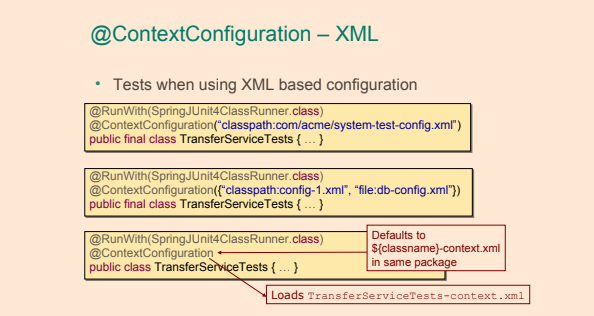 @ContextConfiguration – XML
• Tests when using XML based configuration
@RunWith(SpringJUnit4ClassRunner.class)
@ContextConfiguration(“classpath:com/acme/system-test-config.xml”)
public final class TransferServiceTests { … }
@RunWith(SpringJUnit4ClassRunner.class)
@ContextConfiguration({“classpath:config-1.xml”, “file:db-config.xml”})
public final class TransferServiceTests { … }
@RunWith(SpringJUnit4ClassRunner.class)
@ContextConfiguration
public class TransferServiceTests { … }
Defaults to
${classname}-context.xml
in same package
Loads TransferServiceTests-context.xml